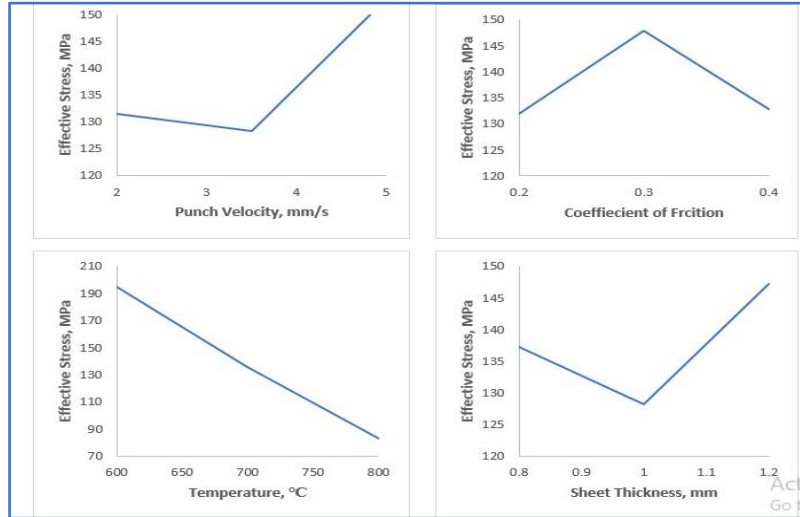 150
145
140
135
130
125
120
2 3 4 5
Effective Stress, MPa
Punch Velocity, mm/s
150
145
140
135
130
125
120
0.2 0.3 0.4
Effective Stress, MPa
Coeffiecient of Frcition
210
190
170
150
130
110
90
70
600 650 700 750 800
Effective Stress, MPa
Temperature, °C
150
145
140
135
130
125
120
0.8 0.9 1 1.1 1.2
Effective Stress, MPa
Sheet Thickness, mm
Act
Go t